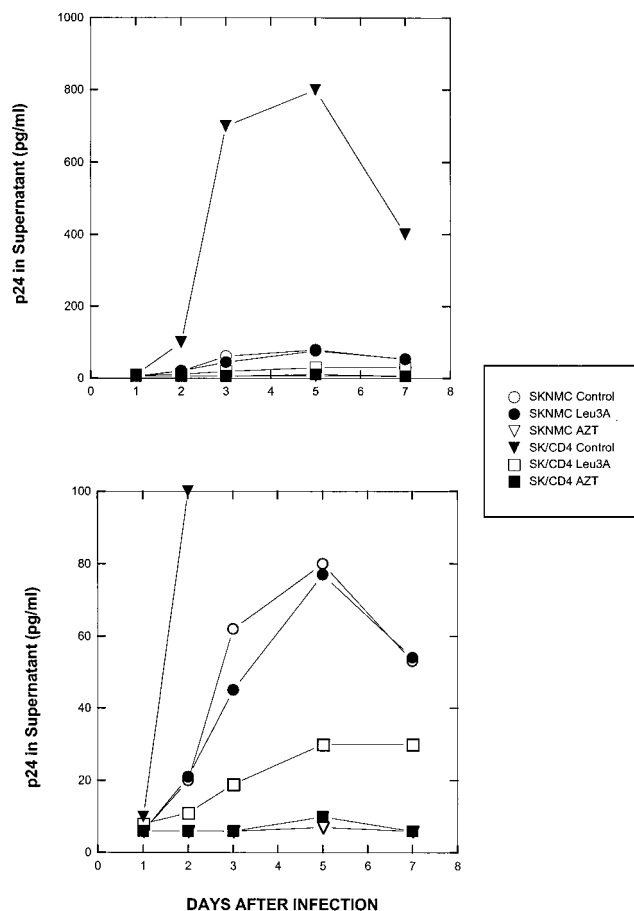 1000
800
600
400
200
0
p24 in Supernatant (pg/ml)
0 1 2 3 4 5 6 7 8
SKNMC Control
SKNMC Leu3A
SKNMC AZT
SK/CD4 Control
SK/CD4 Leu3A
SK/CD4 AZT
100
80
60
40
20
0
p24 in Supernatant (pg/ml)
0 1 2 3 4 5 6 7 8
DAYS AFTER INFECTION